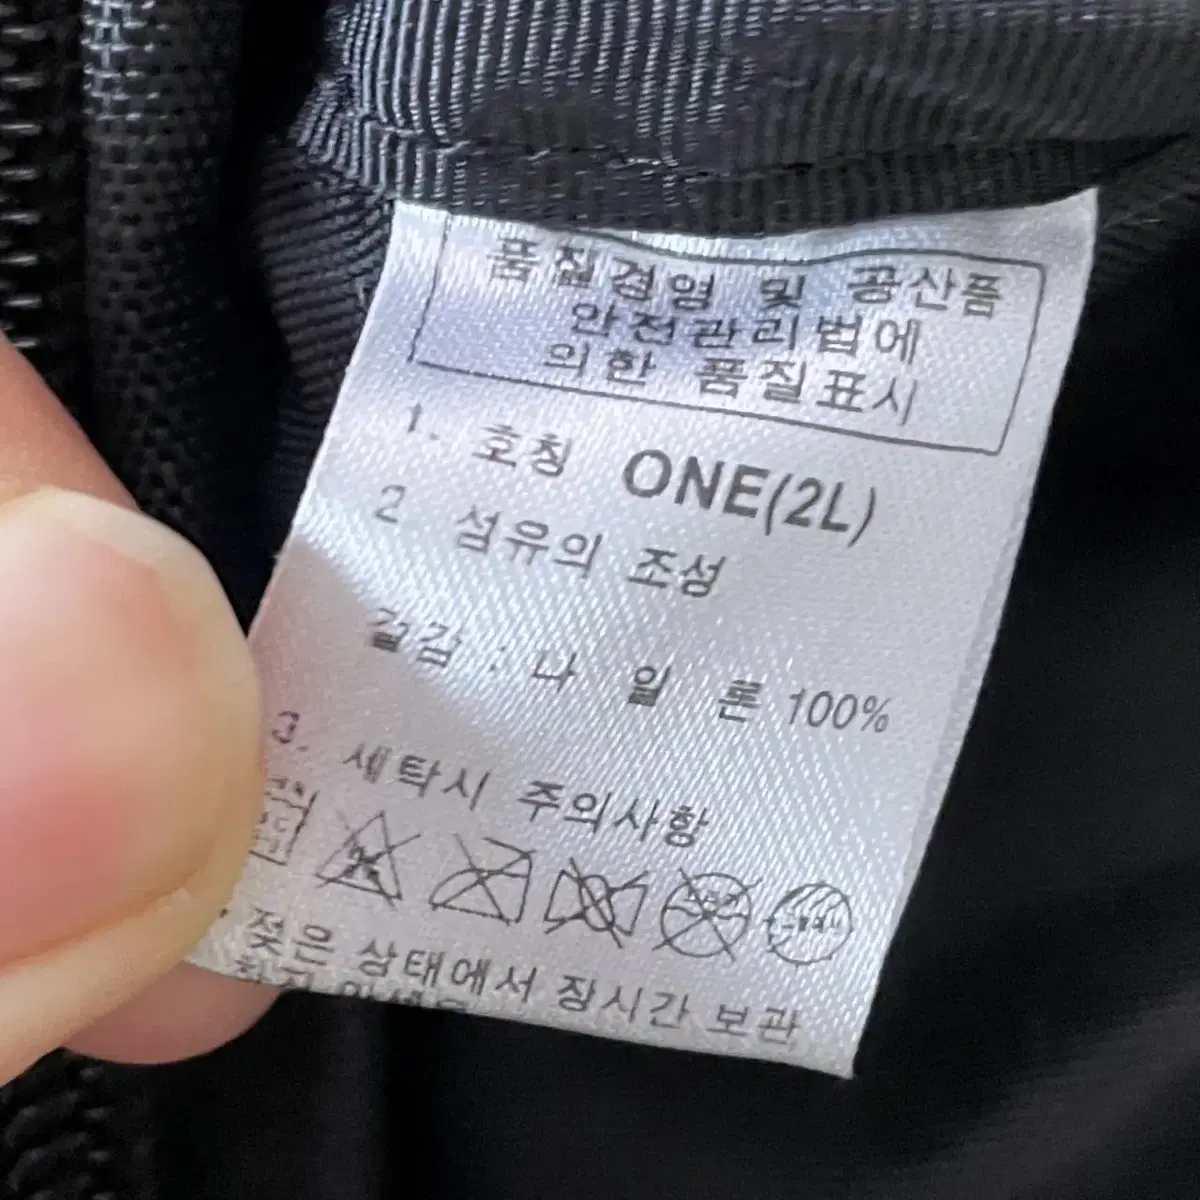 품질경영 및 공산품
안전관리법에
의한 품질표시
1. 호칭 ONE(2L)
2 섬유의 조성
겉감 : 나 일 론 100%
3. 세탁시 주의사항
젖은 상태에서 장시간 보관